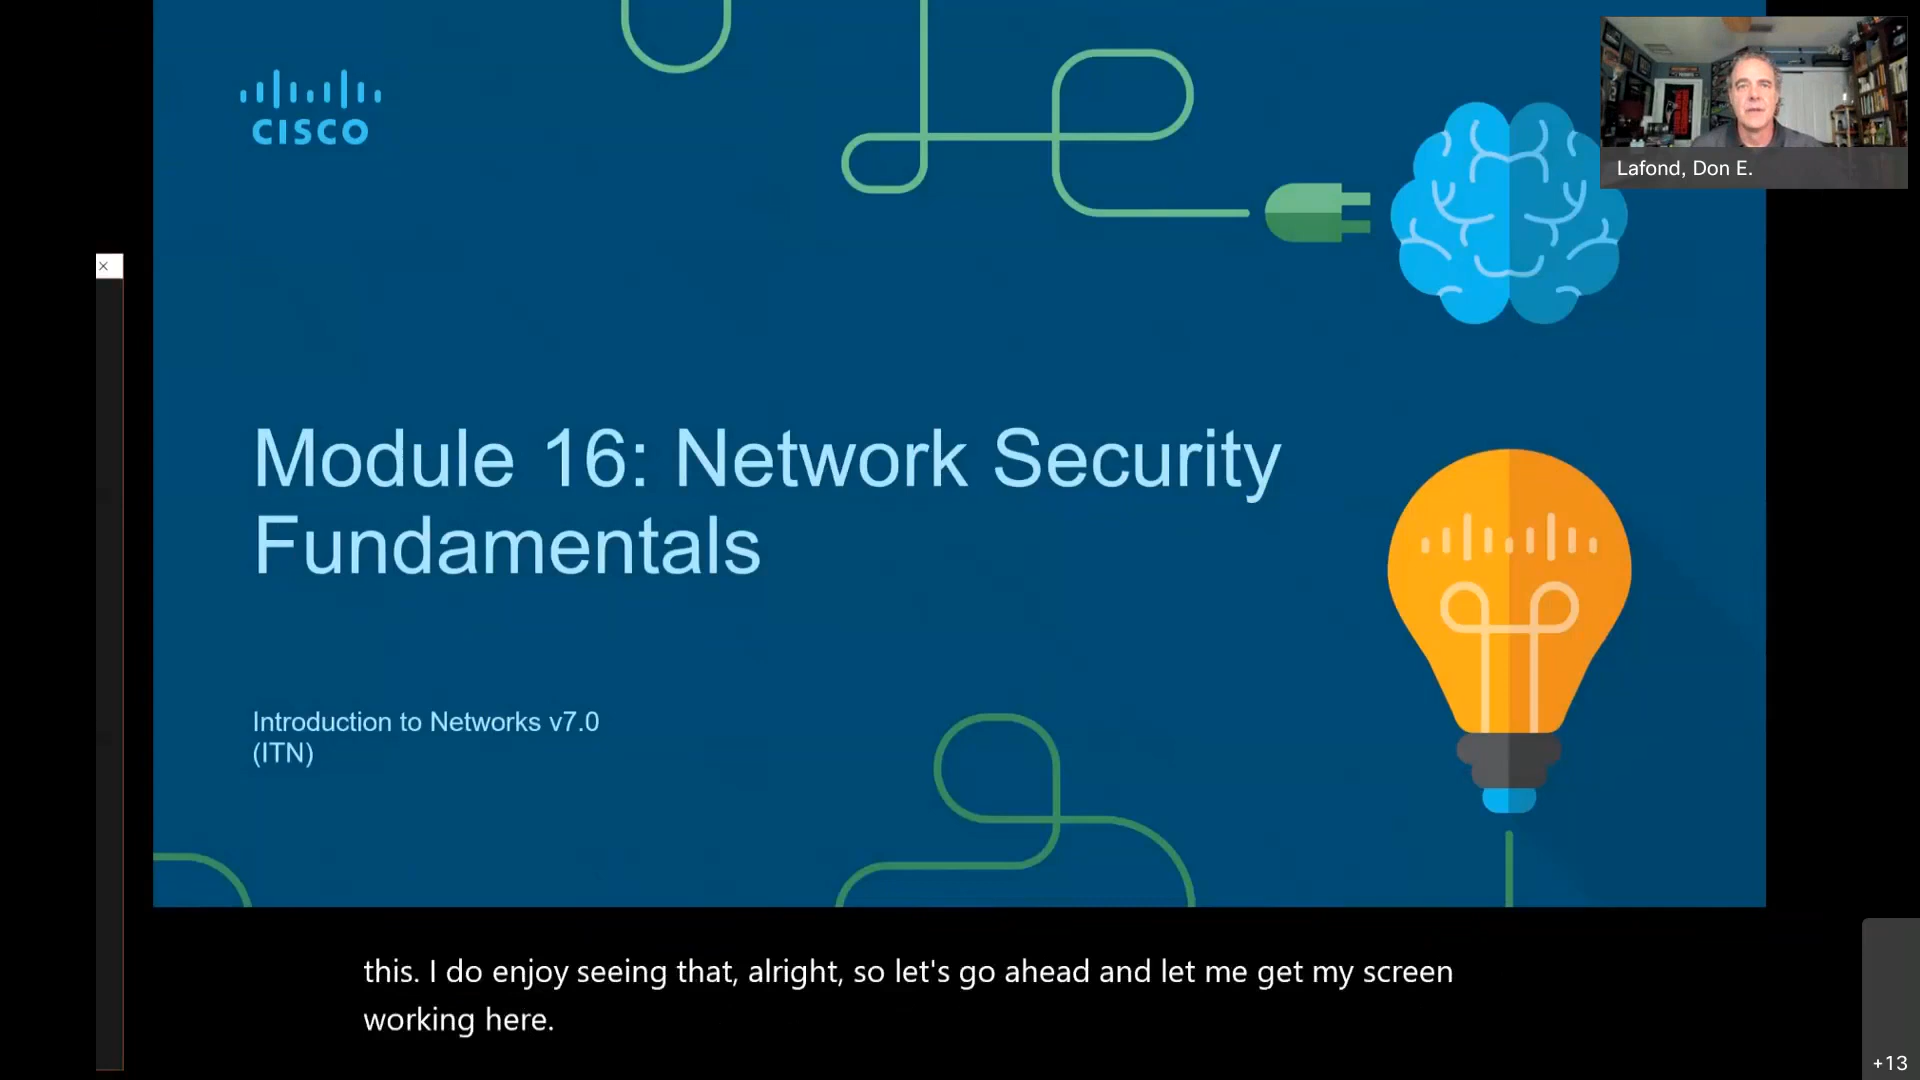 CISCO
Lafond, Don E.
Module 16: Network Security
Fundamentals
Introduction to Networks v7.0
(ITN)
this. I do enjoy seeing that, alright, so let's go ahead and let me get my screen
working here.
+13